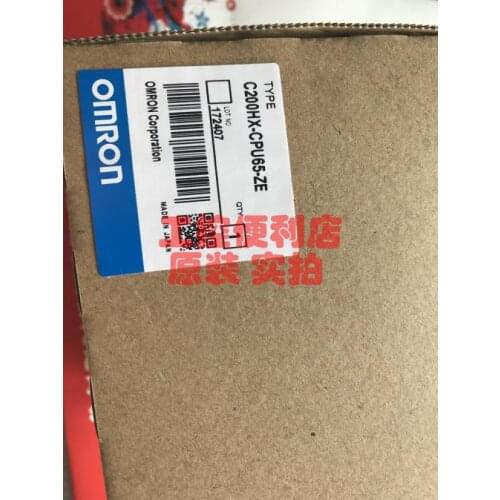 OMRON
TYPE
C200HX-CPU65-ZE
LOT NO
172407
QTY
1
OMRON Corporation
MADE IN JAPAN
便利店
原装 实拍